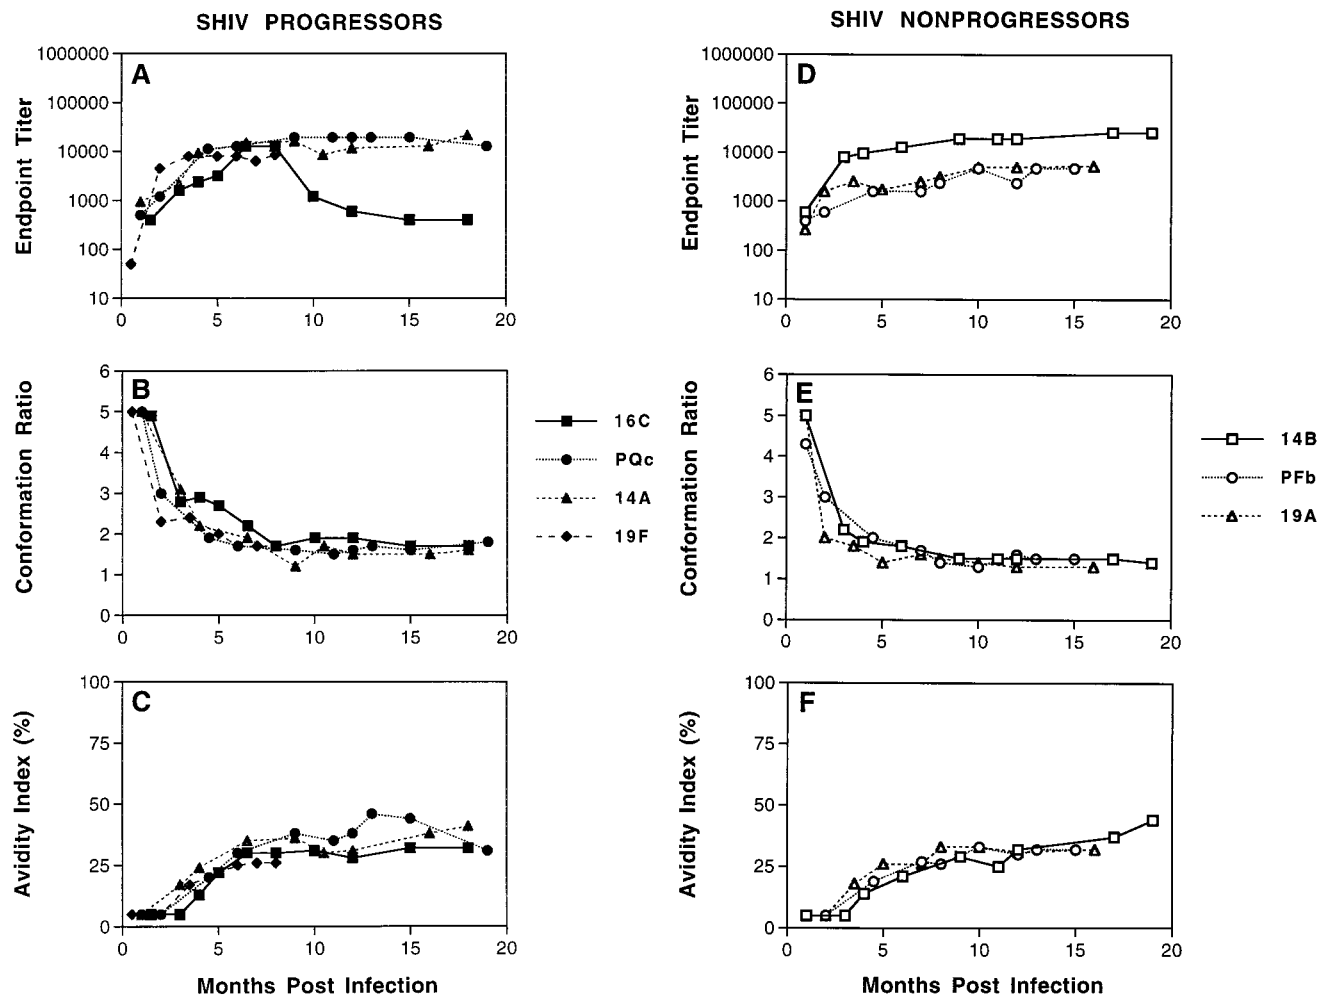 SHIV PROGRESSORS
SHIV NONPROGRESSORS
A
Endpoint Titer
1000000
100000
10000
1000
100
10
0
5
10
15
20
D
Endpoint Titer
1000000
100000
10000
1000
100
10
0
5
10
15
20
B
Conformation Ratio
6
5
4
3
2
1
0
0
5
10
15
20
16C
PQc
14A
19F
E
Conformation Ratio
6
5
4
3
2
1
0
0
5
10
15
20
14B
PFb
19A
C
Avidity Index (%)
100
75
50
25
0
0
5
10
15
20
Months Post Infection
F
Avidity Index (%)
100
75
50
25
0
0
5
10
15
20
Months Post Infection